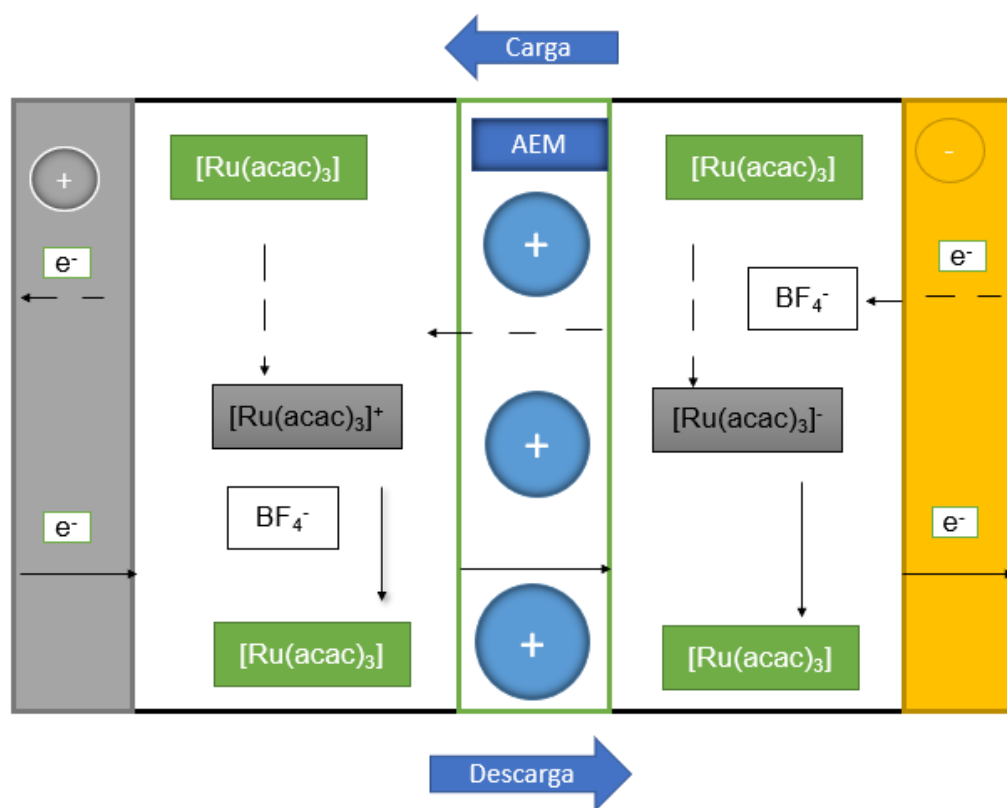 Carga
AEM
[Ru(acac)₃]
[Ru(acac)₃]
+
-
+
e⁻
e⁻
BF₄⁻
[Ru(acac)₃]⁺
[Ru(acac)₃]⁻
+
BF₄⁻
e⁻
e⁻
+
[Ru(acac)₃]
[Ru(acac)₃]
Descarga